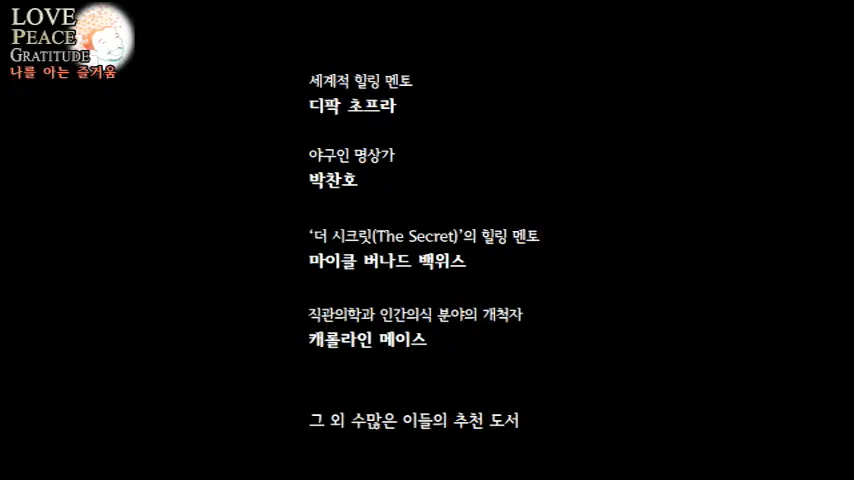 LOVE
PEACE
GRATITUDE
나를 아는 즐거움
세계적 힐링 멘토
디팍 초프라
야구인 명상가
박찬호
‘더 시크릿(The Secret)’의 힐링 멘토
마이클 버나드 백위스
직관의학과 인간의식 분야의 개척자
캐롤라인 메이스
그 외 수많은 이들의 추천 도서